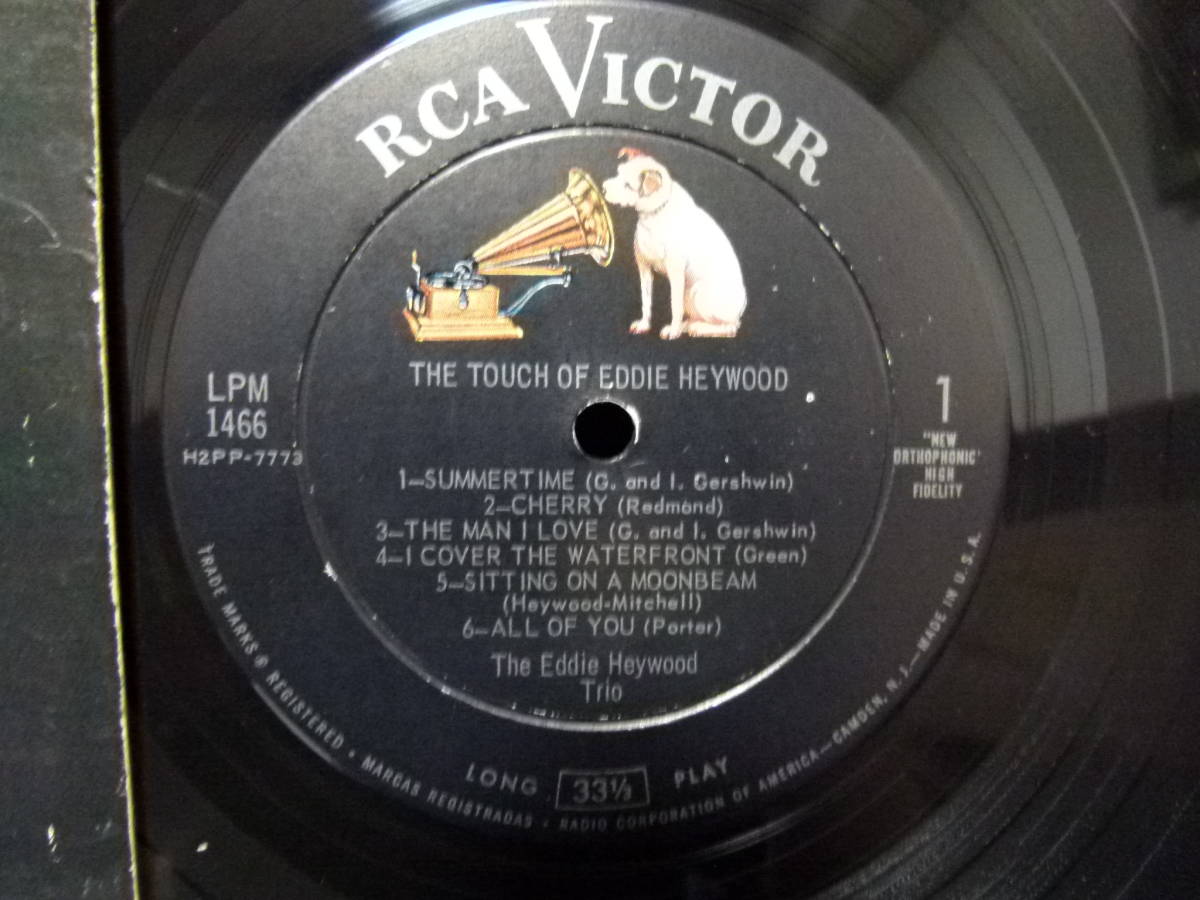 RCA VICTOR
THE TOUCH OF EDDIE HEYWOOD
LPM
1466
H2PP-7773
1
"NEW
ORTHOPHONIC"
HIGH
FIDELITY
1—SUMMERTIME (G. and I. Gershwin)
2—CHERRY (Redmond)
3—THE MAN I LOVE (G. and I. Gershwin)
4—I COVER THE WATERFRONT (Green)
5—SITTING ON A MOONBEAM
(Heywood-Mitchell)
6—ALL OF YOU (Porter)
The Eddie Heywood
Trio
LONG 33⅓ PLAY
TRADE MARKS ® REGISTERED • MARCAS REGISTRADAS • RADIO CORPORATION OF AMERICA—CAMDEN, N. J.—MADE IN U. S. A.